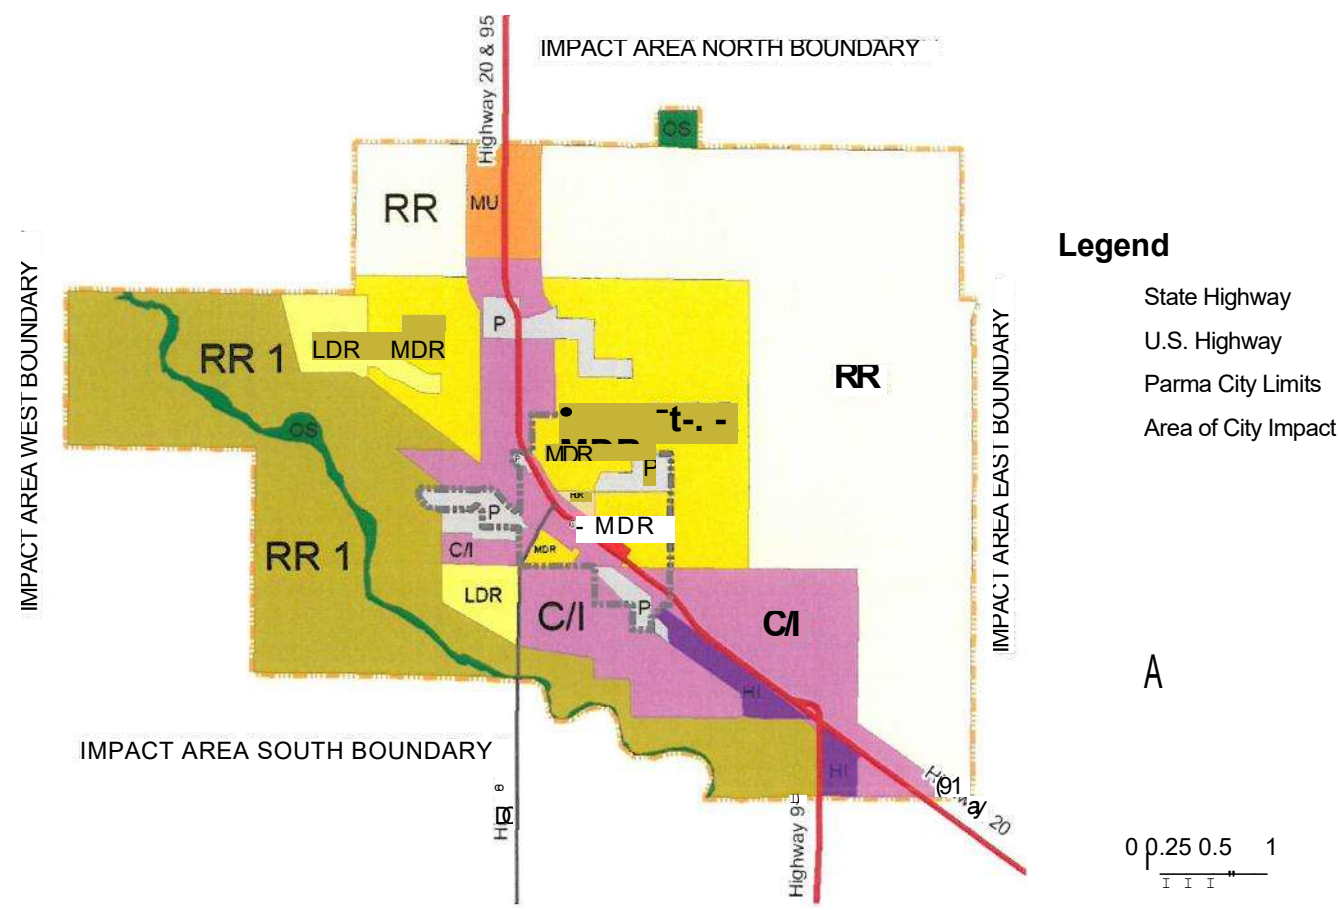 Highway 20 & 95
IMPACT AREA NORTH BOUNDARY
OS
RR
MU
Legend
State Highway
U.S. Highway
Parma City Limits
Area of City Impact
IMPACT AREA WEST BOUNDARY
IMPACT AREA EAST BOUNDARY
P
LDR MDR
RR 1
RR
OS
MDR
P
P
- MDR
C/I
MDR
RR 1
LDR
C/I
P
C/I
A
HI
IMPACT AREA SOUTH BOUNDARY
HI
Highway 9
20
0 0.25 0.5 1